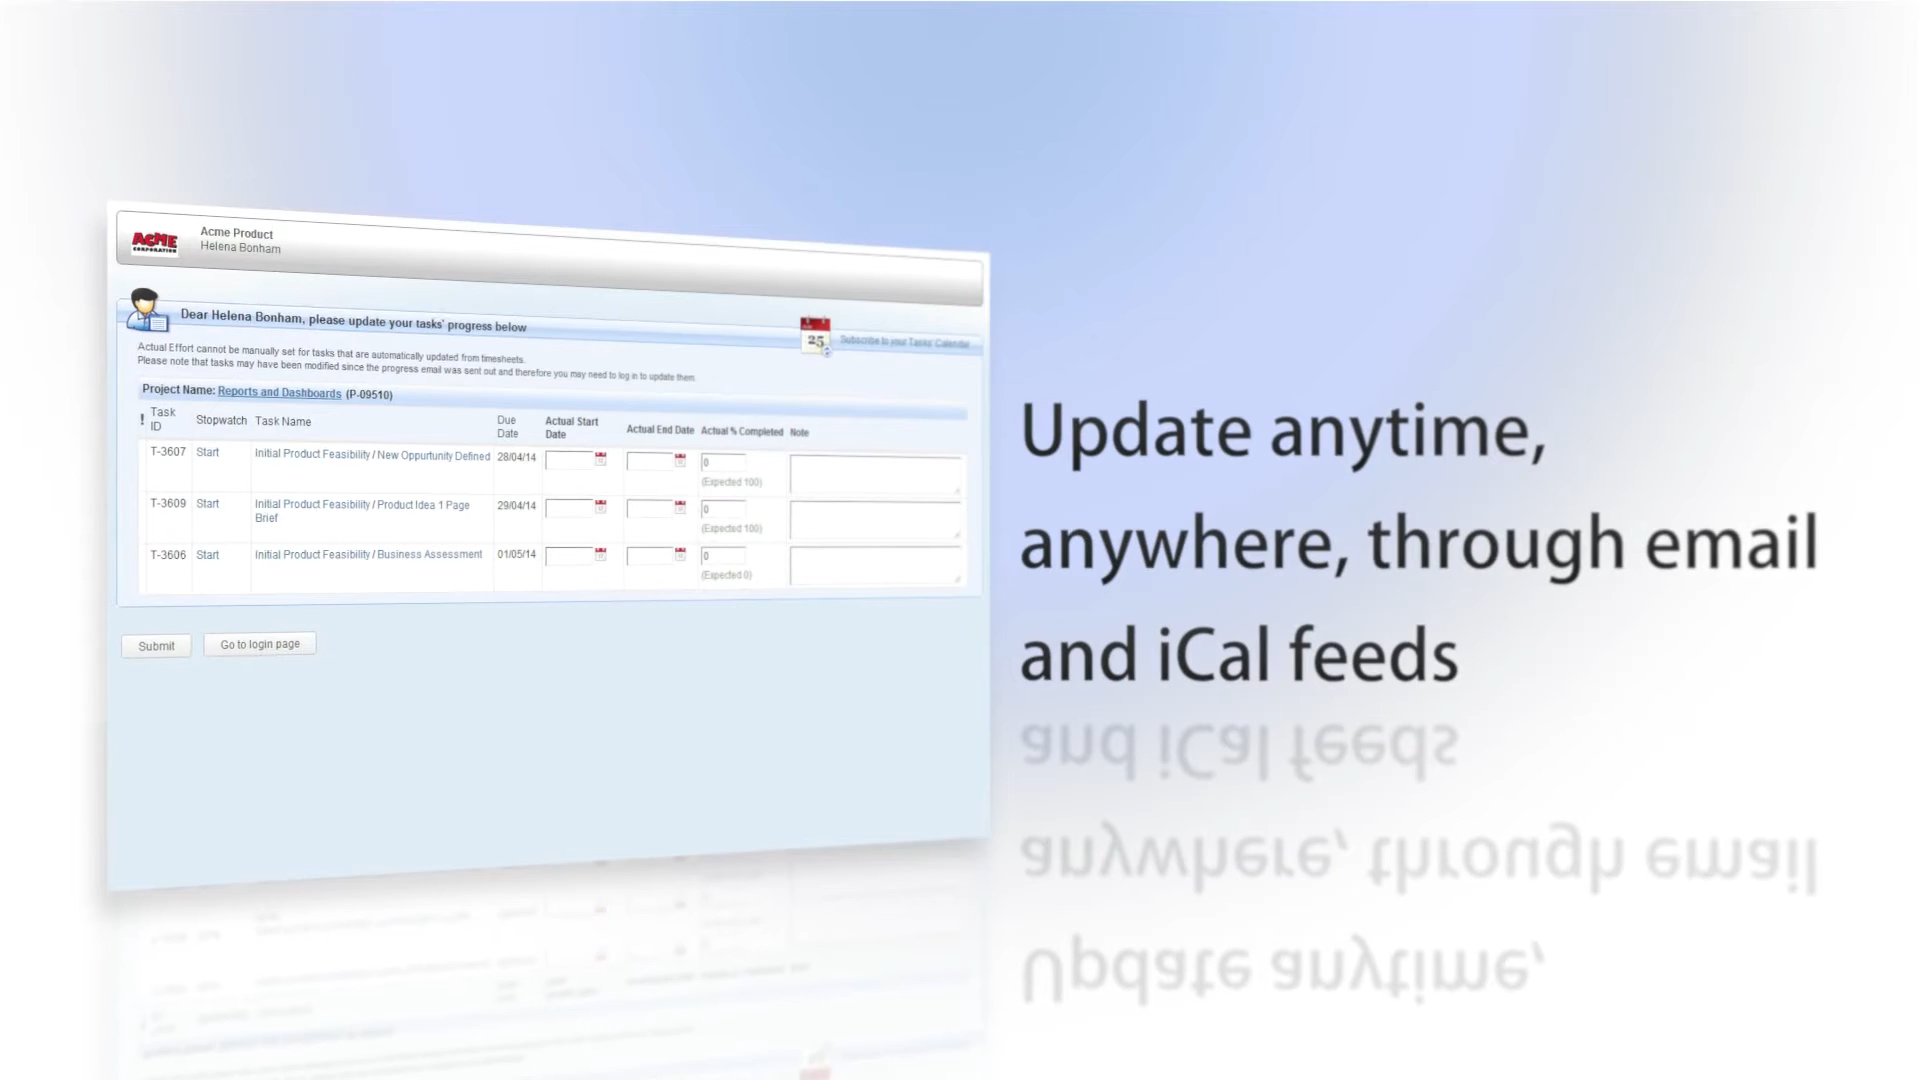 ACME
CORPORATION
Acme Product
Helena Bonham
Dear Helena Bonham, please update your tasks' progress below
25
Subscribe to your Tasks' Calendar
Actual Effort cannot be manually set for tasks that are automatically updated from timesheets.
Please note that tasks may have been modified since the progress email was sent out and therefore you may need to log in to update them
Project Name: Reports and Dashboards (P-09510)
! Task ID Stopwatch Task Name Due Date Actual Start Date Actual End Date Actual % Completed Note
T-3607 Start Initial Product Feasibility / New Oppurtunity Defined 28/04/14 0
(Expected 100)
T-3609 Start Initial Product Feasibility / Product Idea 1 Page Brief 29/04/14 0
(Expected 100)
T-3606 Start Initial Product Feasibility / Business Assessment 01/05/14 0
(Expected 0)
Submit Go to login page
Update anytime,
anywhere, through email
and iCal feeds